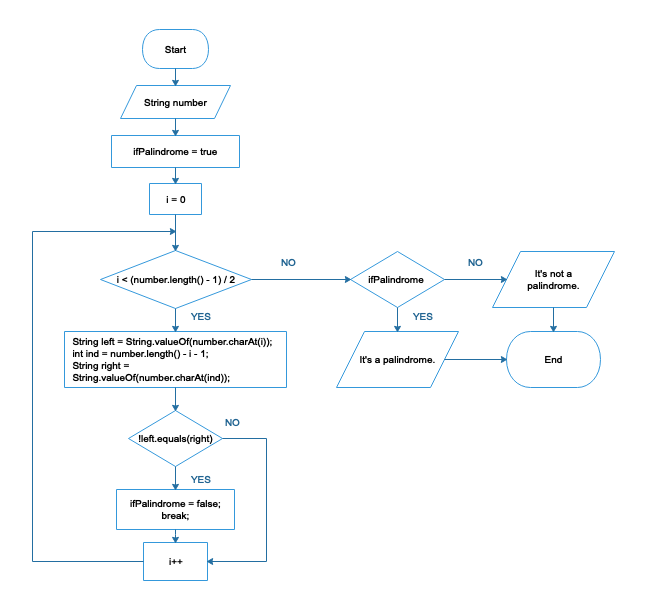 Start
String number
ifPalindrome = true
i = 0
i < (number.length() - 1) / 2
NO
ifPalindrome
NO
It's not a
palindrome.
YES
YES
String left = String.valueOf(number.charAt(i));
int ind = number.length() - i - 1;
String right =
String.valueOf(number.charAt(ind));
It's a palindrome.
End
!left.equals(right)
NO
YES
ifPalindrome = false;
break;
i++